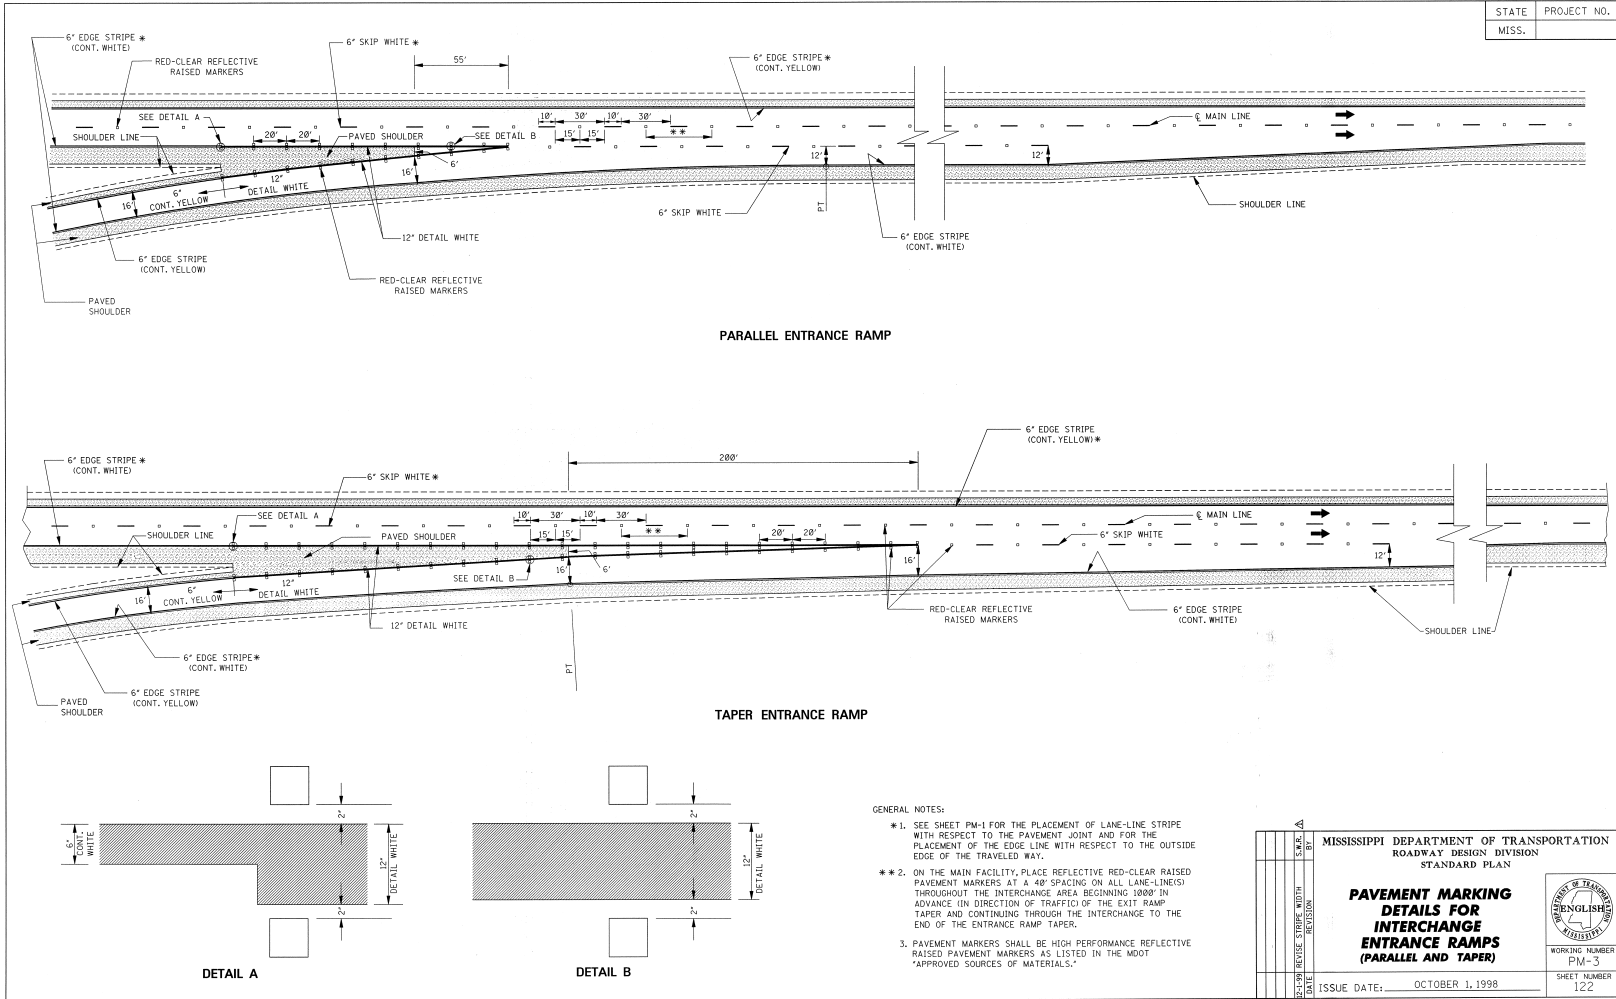 STATE PROJECT NO.
MISS.
6" EDGE STRIPE *
(CONT. WHITE)
RED-CLEAR REFLECTIVE
RAISED MARKERS
6" SKIP WHITE *
55'
6" EDGE STRIPE *
(CONT. YELLOW)
SEE DETAIL A
SHOULDER LINE
20' 20'
PAVED SHOULDER
SEE DETAIL B
10' 30' 10' 30'
15' 15'
* *
℄ MAIN LINE
6'
16'
12'
12'
6"
12"
DETAIL WHITE
CONT. YELLOW
16'
PT
6" SKIP WHITE
SHOULDER LINE
12" DETAIL WHITE
6" EDGE STRIPE
(CONT. WHITE)
6" EDGE STRIPE
(CONT. YELLOW)
RED-CLEAR REFLECTIVE
RAISED MARKERS
PAVED
SHOULDER
PARALLEL ENTRANCE RAMP
6" EDGE STRIPE
(CONT. YELLOW) *
6" EDGE STRIPE *
(CONT. WHITE)
6" SKIP WHITE *
200'
SEE DETAIL A
SHOULDER LINE
PAVED SHOULDER
10' 30' 10' 30'
15' 15'
* *
20' 20'
℄ MAIN LINE
6" SKIP WHITE
SEE DETAIL B
16'
6'
16'
12'
12"
6"
DETAIL WHITE
CONT. YELLOW
16'
12" DETAIL WHITE
RED-CLEAR REFLECTIVE
RAISED MARKERS
6" EDGE STRIPE
(CONT. WHITE)
SHOULDER LINE
6" EDGE STRIPE *
(CONT. WHITE)
6" EDGE STRIPE
(CONT. YELLOW)
PT
PAVED
SHOULDER
TAPER ENTRANCE RAMP
6"
CONT.
WHITE
2"
12"
DETAIL WHITE
2"
DETAIL A
2"
12"
DETAIL WHITE
2"
DETAIL B
GENERAL NOTES:
* 1. SEE SHEET PM-1 FOR THE PLACEMENT OF LANE-LINE STRIPE
WITH RESPECT TO THE PAVEMENT JOINT AND FOR THE
PLACEMENT OF THE EDGE LINE WITH RESPECT TO THE OUTSIDE
EDGE OF THE TRAVELED WAY.
* * 2. ON THE MAIN FACILITY, PLACE REFLECTIVE RED-CLEAR RAISED
PAVEMENT MARKERS AT A 40' SPACING ON ALL LANE-LINE(S)
THROUGHOUT THE INTERCHANGE AREA BEGINNING 1000' IN
ADVANCE (IN DIRECTION OF TRAFFIC) OF THE EXIT RAMP
TAPER AND CONTINUING THROUGH THE INTERCHANGE TO THE
END OF THE ENTRANCE RAMP TAPER.
3. PAVEMENT MARKERS SHALL BE HIGH PERFORMANCE REFLECTIVE
RAISED PAVEMENT MARKERS AS LISTED IN THE MDOT
"APPROVED SOURCES OF MATERIALS."
S.W.R. BY
REVISE STRIPE WIDTH REVISION
12-1-99 DATE
MISSISSIPPI DEPARTMENT OF TRANSPORTATION
ROADWAY DESIGN DIVISION
STANDARD PLAN
PAVEMENT MARKING
DETAILS FOR
INTERCHANGE
ENTRANCE RAMPS
(PARALLEL AND TAPER)
DEPARTMENT OF TRANSPORTATION
ENGLISH
MISSISSIPPI
WORKING NUMBER
PM-3
ISSUE DATE: OCTOBER 1, 1998
SHEET NUMBER
122